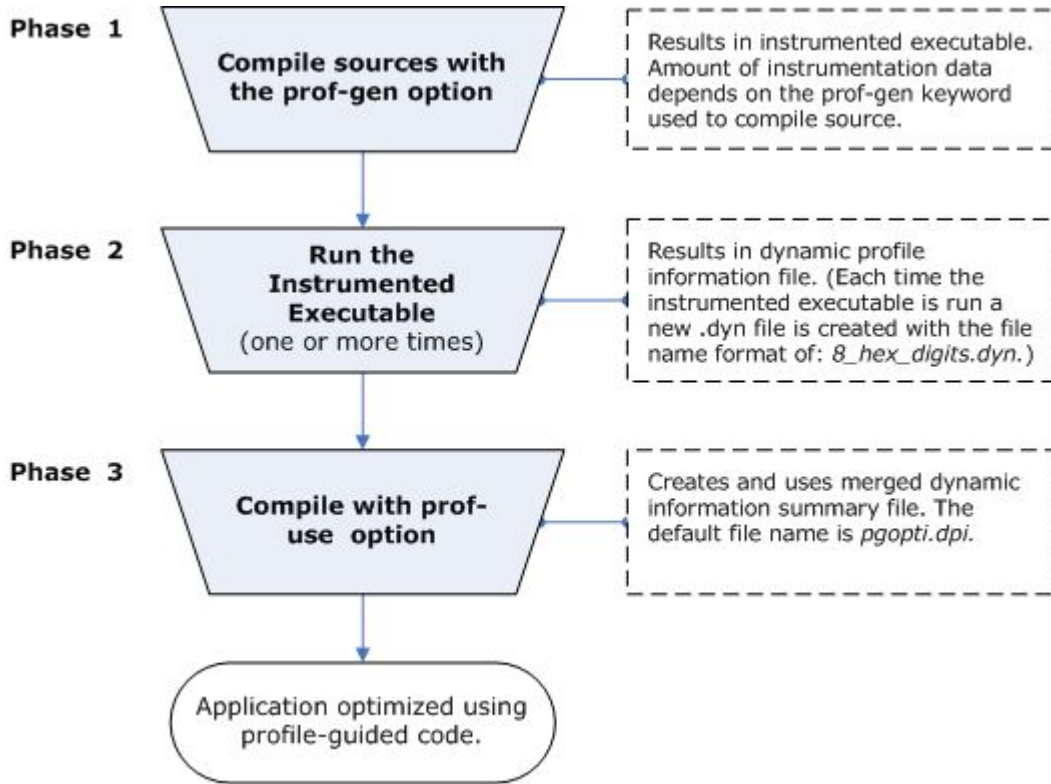 Phase 1
Compile sources with
the prof-gen option
Results in instrumented executable.
Amount of instrumentation data
depends on the prof-gen keyword
used to compile source.
Phase 2
Run the
Instrumented
Executable
(one or more times)
Results in dynamic profile
information file. (Each time the
instrumented executable is run a
new .dyn file is created with the file
name format of: 8_hex_digits.dyn.)
Phase 3
Compile with prof-
use option
Creates and uses merged dynamic
information summary file. The
default file name is pgopti.dpi.
Application optimized using
profile-guided code.